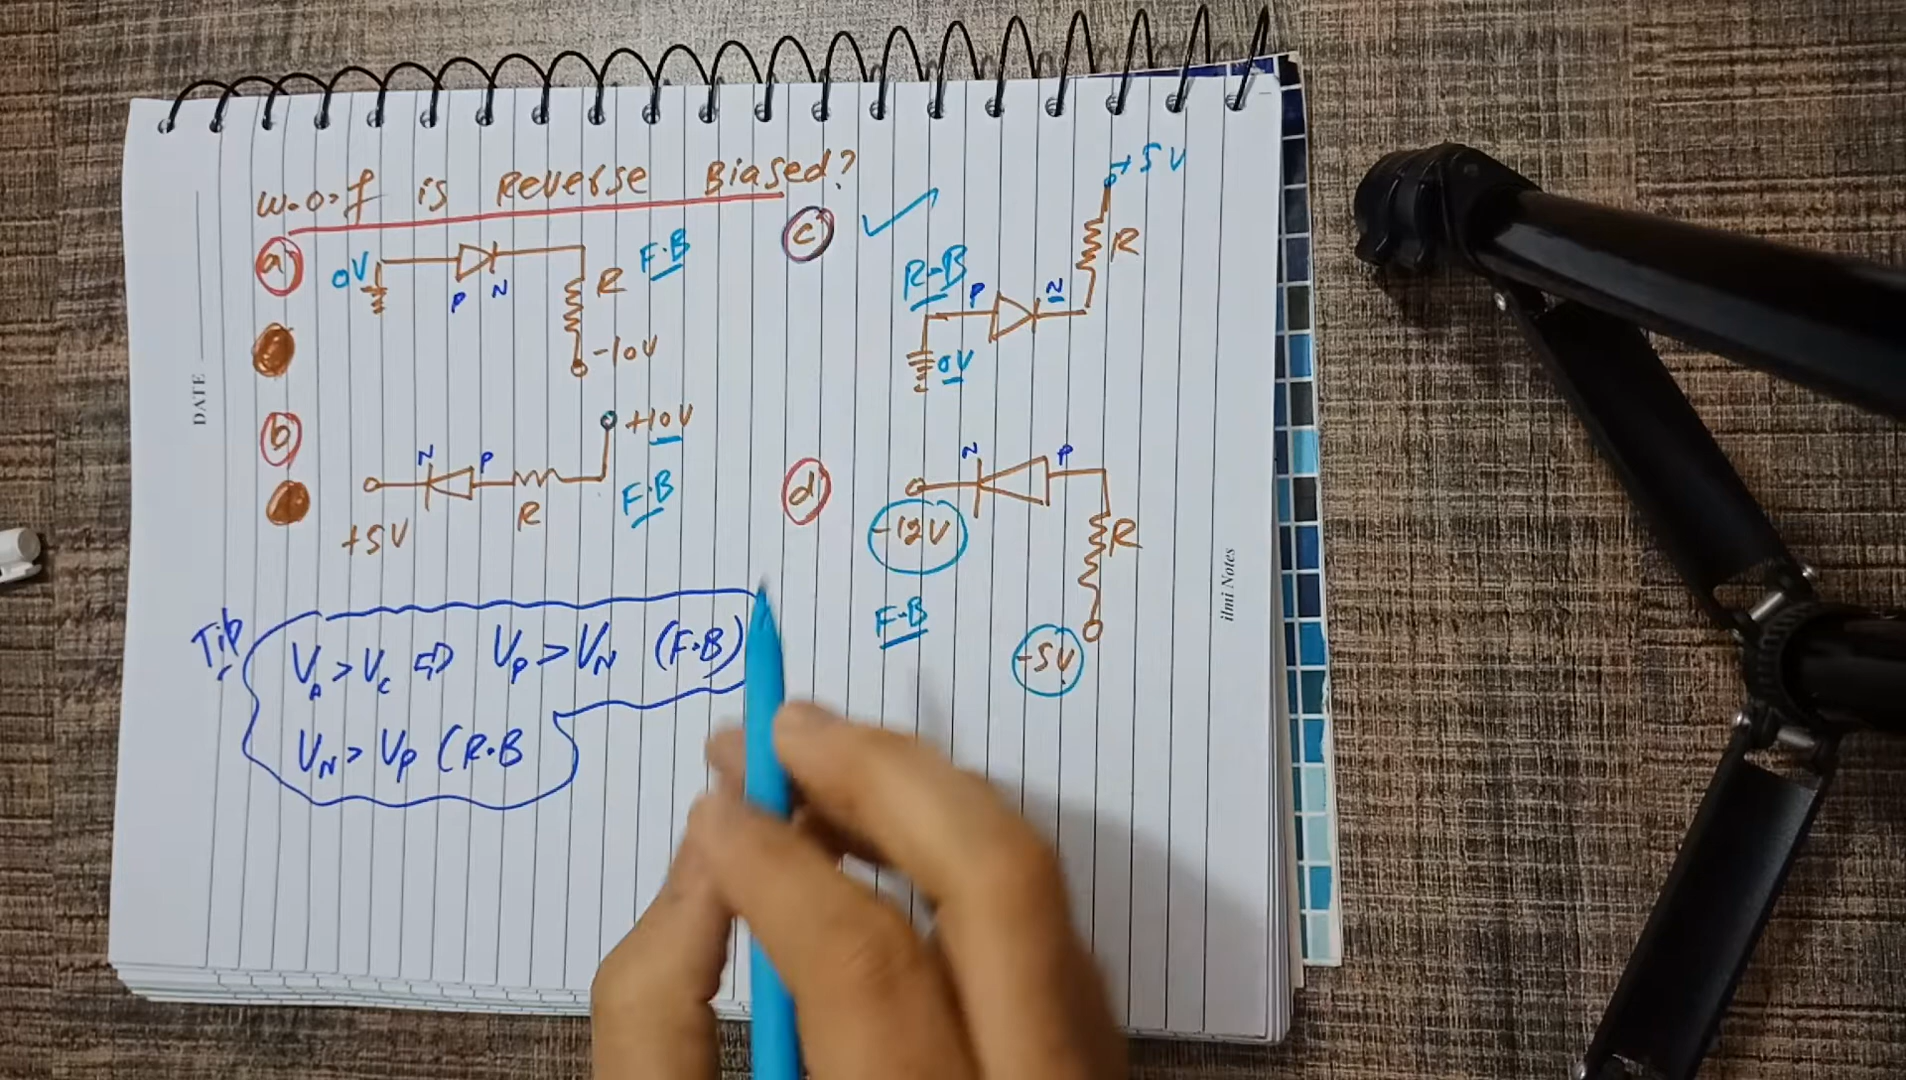 W.O.f is Reverse Biased?
a
0V
P N
R
F.B
-10V
b
+10V
N P
R
F.B
+5V
c
+5V
R
R-B
P N
0V
d
N P
-12V
R
F.B
-5V
Tip
VA > VC ⇒ VP > VN (F.B)
VN > VP (R.B
DATE
ilmi Notes